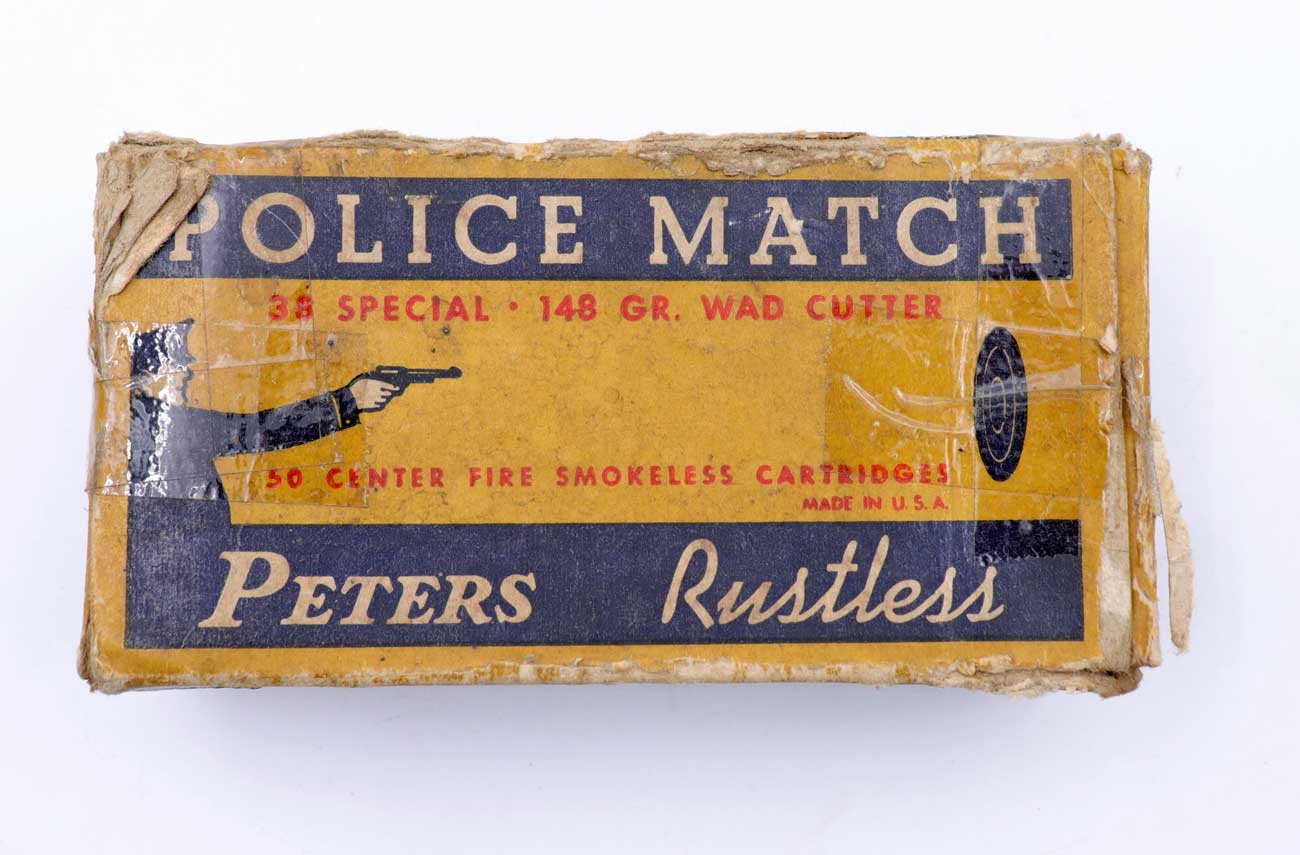 POLICE MATCH
38 SPECIAL • 148 GR. WAD CUTTER
50 CENTER FIRE SMOKELESS CARTRIDGES
MADE IN U.S.A.
PETERS Rustless